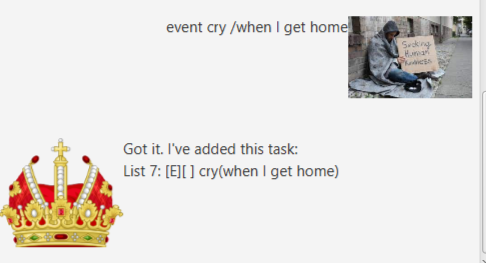 event cry /when I get home
Seeking
Human
Kindness
Got it. I've added this task:
List 7: [E][ ] cry(when I get home)